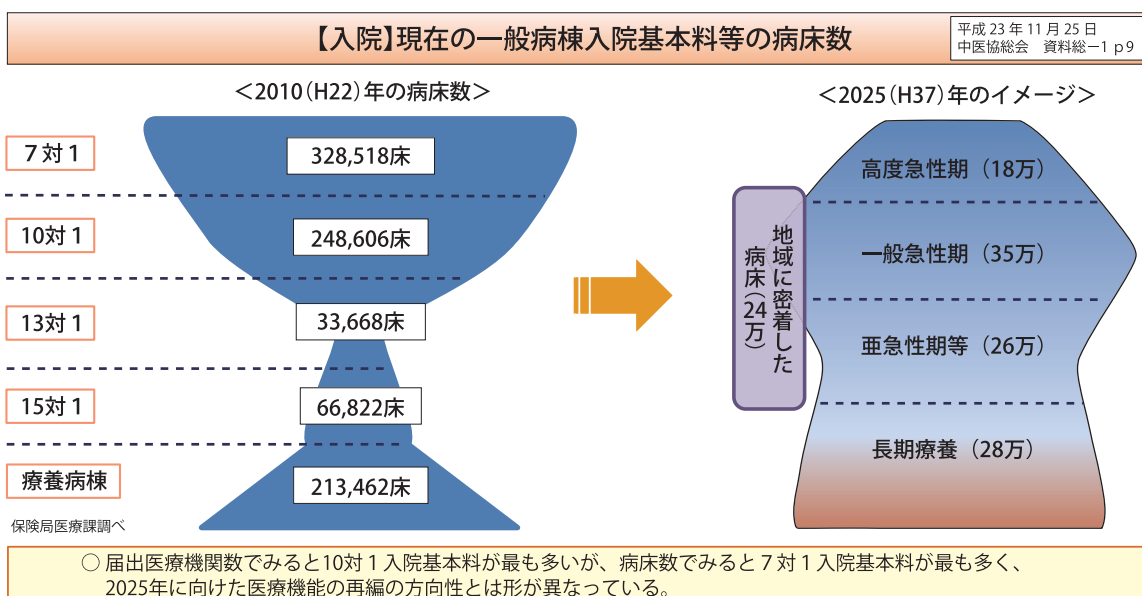 【入院】現在の一般病棟入院基本料等の病床数
平成 23 年 11 月 25 日
中医協総会　資料総ー1 p9
＜2010（H22）年の病床数＞
7 対 1
328,518床
10対 1
248,606床
13対 1
33,668床
15対 1
66,822床
療養病棟
213,462床
保険局医療課調べ
＜2025（H37）年のイメージ＞
高度急性期（18万）
一般急性期（35万）
亜急性期等（26万）
長期療養（28万）
地域に密着した
病床（24万）
○ 届出医療機関数でみると10対 1 入院基本料が最も多いが、病床数でみると 7 対 1 入院基本料が最も多く、
2025年に向けた医療機能の再編の方向性とは形が異なっている。